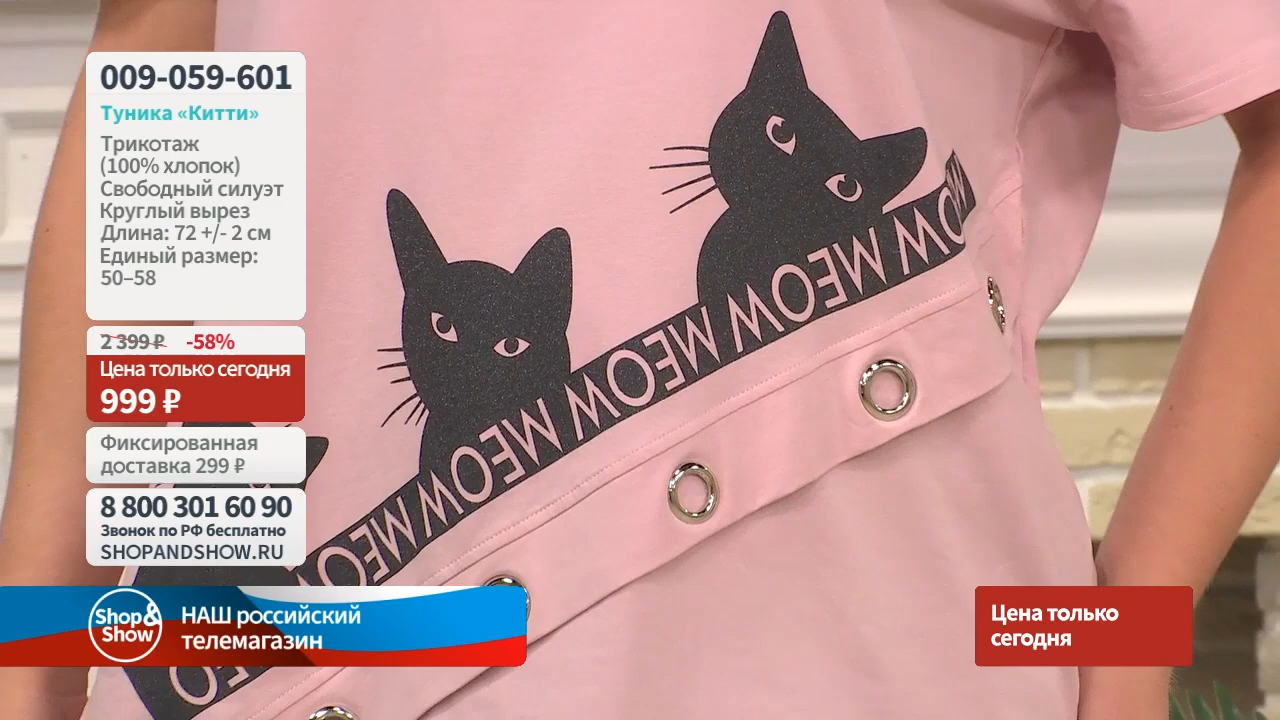 009-059-601
Туника «Китти»
Трикотаж
(100% хлопок)
Свободный силуэт
Круглый вырез
Длина: 72 +/- 2 см
Единый размер:
50–58
2 399 ₽ -58%
Цена только сегодня
999 ₽
Фиксированная
доставка 299 ₽
8 800 301 60 90
Звонок по РФ бесплатно
SHOPANDSHOW.RU
Shop&
Show
НАШ российский
телемагазин
Цена только
сегодня
MEOW MEOW MEOW MEOW MEOW